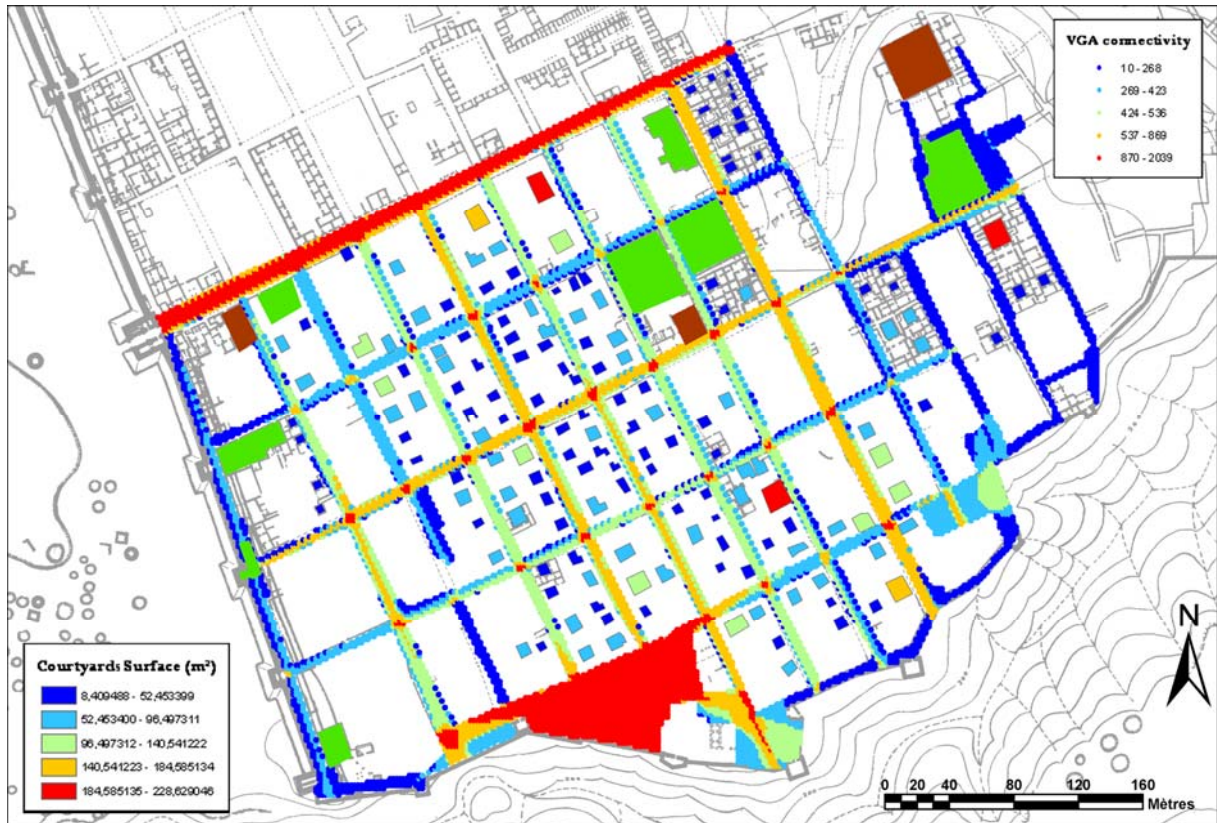 VGA connectivity
10 - 268
269 - 423
424 - 536
537 - 869
870 - 2039
Courtyards Surface (m²)
8,409488 - 52,453399
52,453400 - 96,497311
96,497312 - 140,541222
140,541223 - 184,585134
184,585135 - 228,629046
N
0 20 40 80 120 160
Mètres